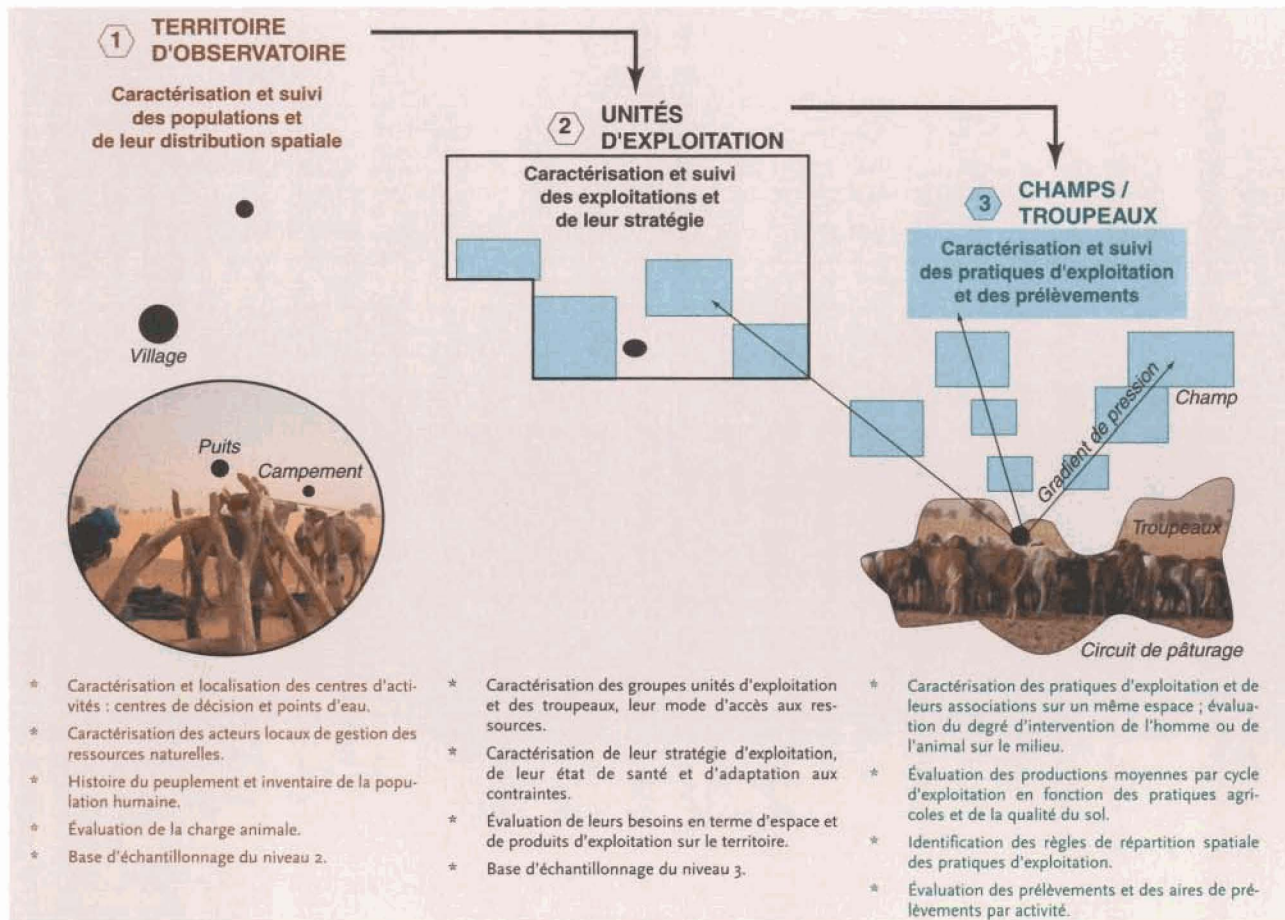 1
TERRITOIRE
D'OBSERVATOIRE
Caractérisation et suivi
des populations et
de leur distribution spatiale
Village
Puits
Campement
* Caractérisation et localisation des centres d'acti-
vités : centres de décision et points d'eau.
* Caractérisation des acteurs locaux de gestion des
ressources naturelles.
* Histoire du peuplement et inventaire de la popu-
lation humaine.
* Évaluation de la charge animale.
* Base d'échantillonnage du niveau 2.
2
UNITÉS
D'EXPLOITATION
Caractérisation et suivi
des exploitations et
de leur stratégie
* Caractérisation des groupes unités d'exploitation
et des troupeaux, leur mode d'accès aux res-
sources.
* Caractérisation de leur stratégie d'exploitation,
de leur état de santé et d'adaptation aux
contraintes.
* Évaluation de leurs besoins en terme d'espace et
de produits d'exploitation sur le territoire.
* Base d'échantillonnage du niveau 3.
3
CHAMPS /
TROUPEAUX
Caractérisation et suivi
des pratiques d'exploitation
et des prélèvements
Champ
Gradient de pression
Troupeaux
Circuit de pâturage
* Caractérisation des pratiques d'exploitation et de
leurs associations sur un même espace ; évalua-
tion du degré d'intervention de l'homme ou de
l'animal sur le milieu.
* Évaluation des productions moyennes par cycle
d'exploitation en fonction des pratiques agri-
coles et de la qualité du sol.
* Identification des règles de répartition spatiale
des pratiques d'exploitation.
* Évaluation des prélèvements et des aires de pré-
lèvements par activité.